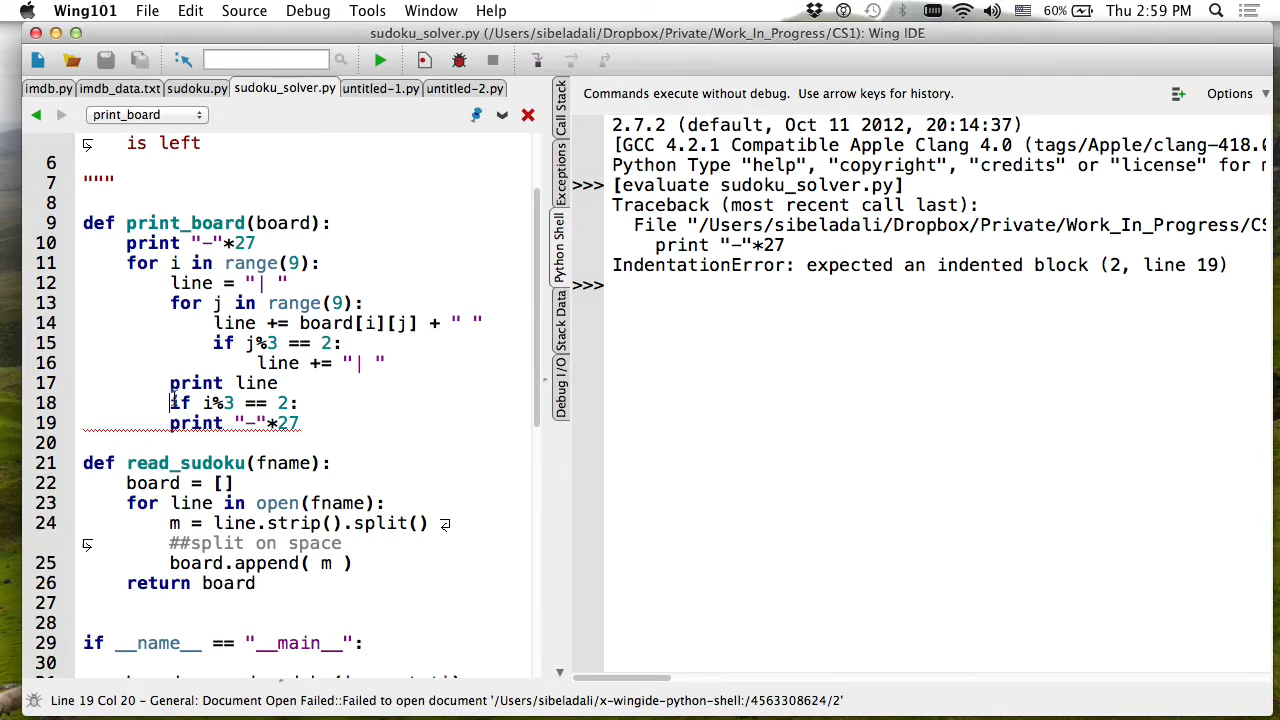 Wing101 File Edit Source Debug Tools Window Help 60% Thu 2:59 PM
sudoku_solver.py (/Users/sibeladali/Dropbox/Private/Work_In_Progress/CS1): Wing IDE
imdb.py imdb_data.txt sudoku.py sudoku_solver.py untitled-1.py untitled-2.py
print_board
is left
6
7 """
8
9 def print_board(board):
10 print "-"*27
11 for i in range(9):
12 line = "| "
13 for j in range(9):
14 line += board[i][j] + " "
15 if j%3 == 2:
16 line += "| "
17 print line
18 if i%3 == 2:
19 print "-"*27
20
21 def read_sudoku(fname):
22 board = []
23 for line in open(fname):
24 m = line.strip().split()
##split on space
25 board.append( m )
26 return board
27
28
29 if __name__ == "__main__":
30
Call Stack
Exceptions
Python Shell
Stack Data
Debug I/O
Commands execute without debug. Use arrow keys for history. Options
2.7.2 (default, Oct 11 2012, 20:14:37)
[GCC 4.2.1 Compatible Apple Clang 4.0 (tags/Apple/clang-418.0
Python Type "help", "copyright", "credits" or "license" for m
>>> [evaluate sudoku_solver.py]
Traceback (most recent call last):
File "/Users/sibeladali/Dropbox/Private/Work_In_Progress/CS
print "-"*27
IndentationError: expected an indented block (2, line 19)
>>>
Line 19 Col 20 - General: Document Open Failed::Failed to open document '/Users/sibeladali/x-wingide-python-shell:/4563308624/2'